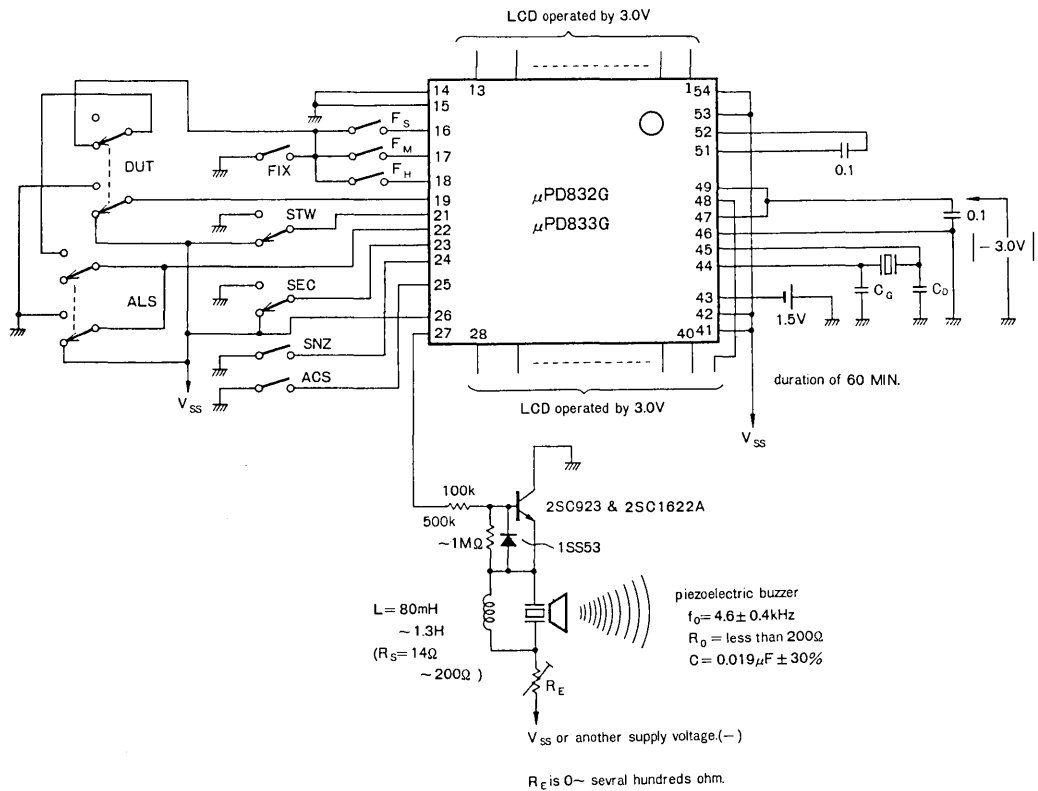 LCD operated by 3.0V
14
13
1
54
15
53
16
52
17
51
18
49
19
48
21
47
22
46
23
45
24
44
25
43
26
42
27
28
40
41
F_S
F_M
F_H
FIX
DUT
STW
ALS
SEC
SNZ
ACS
V_SS
μPD832G
μPD833G
0.1
0.1
|−3.0V|
C_G
C_D
1.5V
duration of 60 MIN.
LCD operated by 3.0V
V_SS
100k
500k
~1MΩ
2SC923 & 2SC1622A
1SS53
L=80mH
~1.3H
(R_S=14Ω
~200Ω)
piezoelectric buzzer
f_0=4.6±0.4kHz
R_0=less than 200Ω
C=0.019μF±30%
R_E
V_SS or another supply voltage.(−)
R_E is 0~ sevral hundreds ohm.